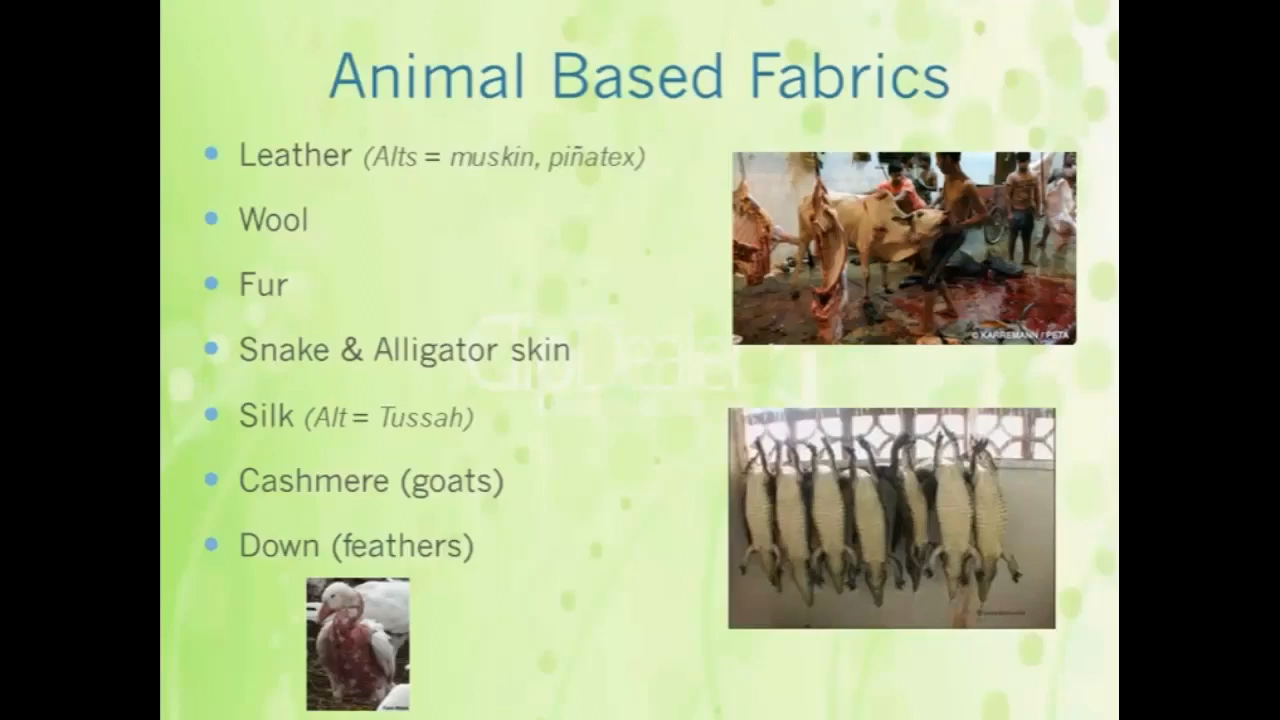 Animal Based Fabrics
Leather (Alts = muskin, piñatex)
Wool
Fur
Snake & Alligator skin
Silk (Alt = Tussah)
Cashmere (goats)
Down (feathers)
© KARREMANN / PETA
ClipDealer